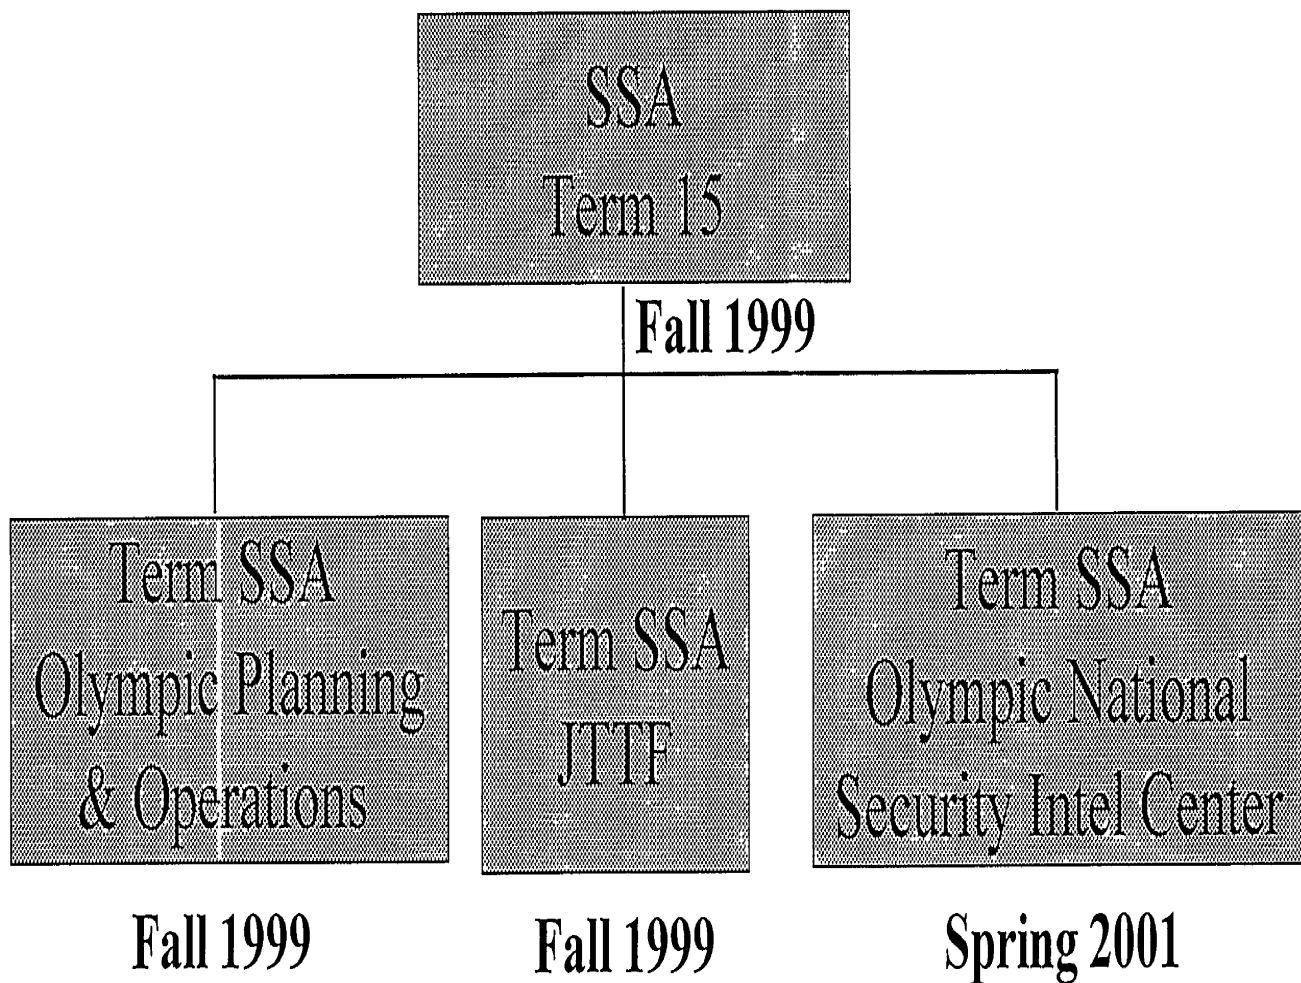 SSA
Term 15
Fall 1999
Term SSA
Olympic Planning
& Operations
Term SSA
JTTF
Term SSA
Olympic National
Security Intel Center
Fall 1999
Fall 1999
Spring 2001